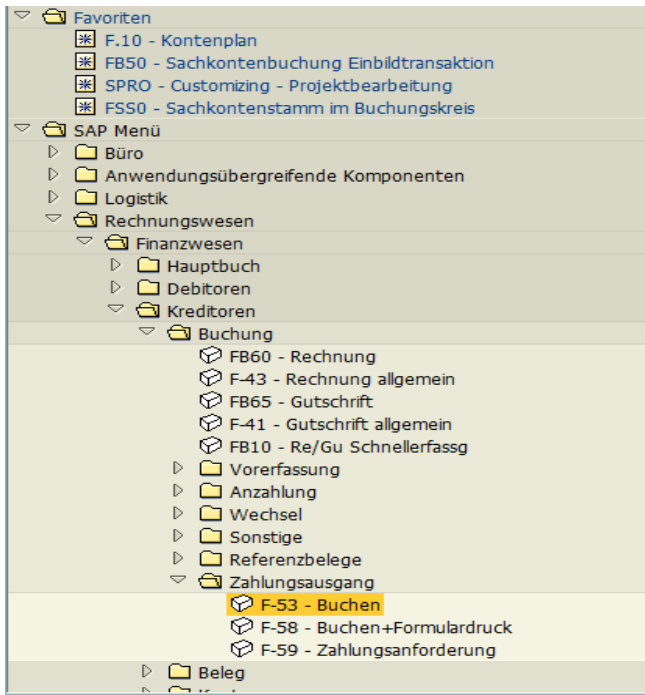 Favoriten
F.10 - Kontenplan
FB50 - Sachkontenbuchung Einbildtransaktion
SPRO - Customizing - Projektbearbeitung
FSS0 - Sachkontenstamm im Buchungskreis
SAP Menü
Büro
Anwendungsübergreifende Komponenten
Logistik
Rechnungswesen
Finanzwesen
Hauptbuch
Debitoren
Kreditoren
Buchung
FB60 - Rechnung
F-43 - Rechnung allgemein
FB65 - Gutschrift
F-41 - Gutschrift allgemein
FB10 - Re/Gu Schnellerfassg
Vorerfassung
Anzahlung
Wechsel
Sonstige
Referenzbelege
Zahlungsausgang
F-53 - Buchen
F-58 - Buchen+Formulardruck
F-59 - Zahlungsanforderung
Beleg